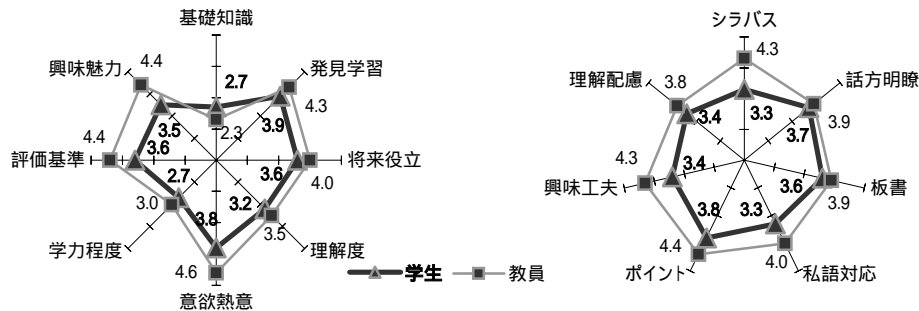 基礎知識
シラバス
4.4
2.7
4.3
興味魅力
発見学習
理解配慮
3.8
話方明瞭
4.3
3.5
2.3
3.9
3.4
3.3
3.7
3.9
4.4
3.6
評価基準
将来役立
4.3
3.4
3.6
興味工夫
板書
2.7
3.6
4.0
3.9
3.0
3.8
3.2
3.5
3.8
3.3
学力程度
理解度
4.4
4.0
4.6
意欲熱意
学生
教員
ポイント
私語対応